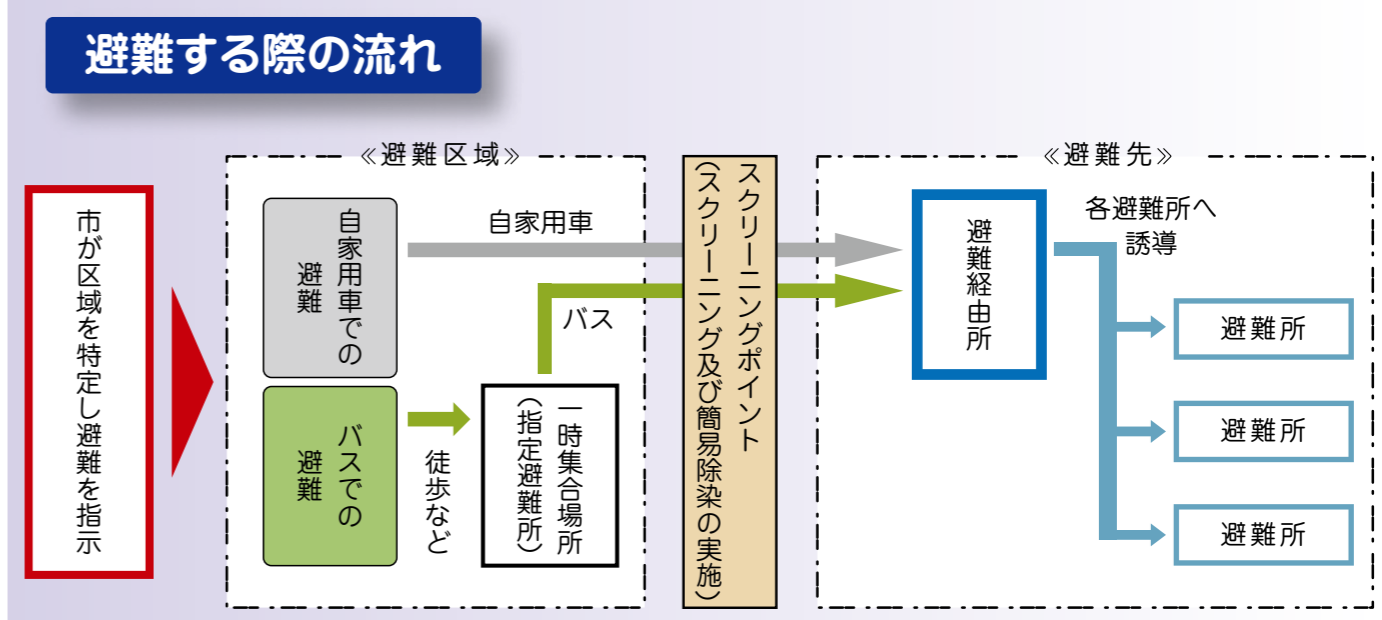 避難する際の流れ
市が区域を特定し避難を指示
≪避難区域≫
自家用車での
避難
自家用車
バスでの
避難
徒歩など
一時集合場所
（指定避難所）
バス
スクリーニングポイント
（スクリーニング及び簡易除染の実施）
≪避難先≫
避難経由所
各避難所へ
誘導
避難所
避難所
避難所